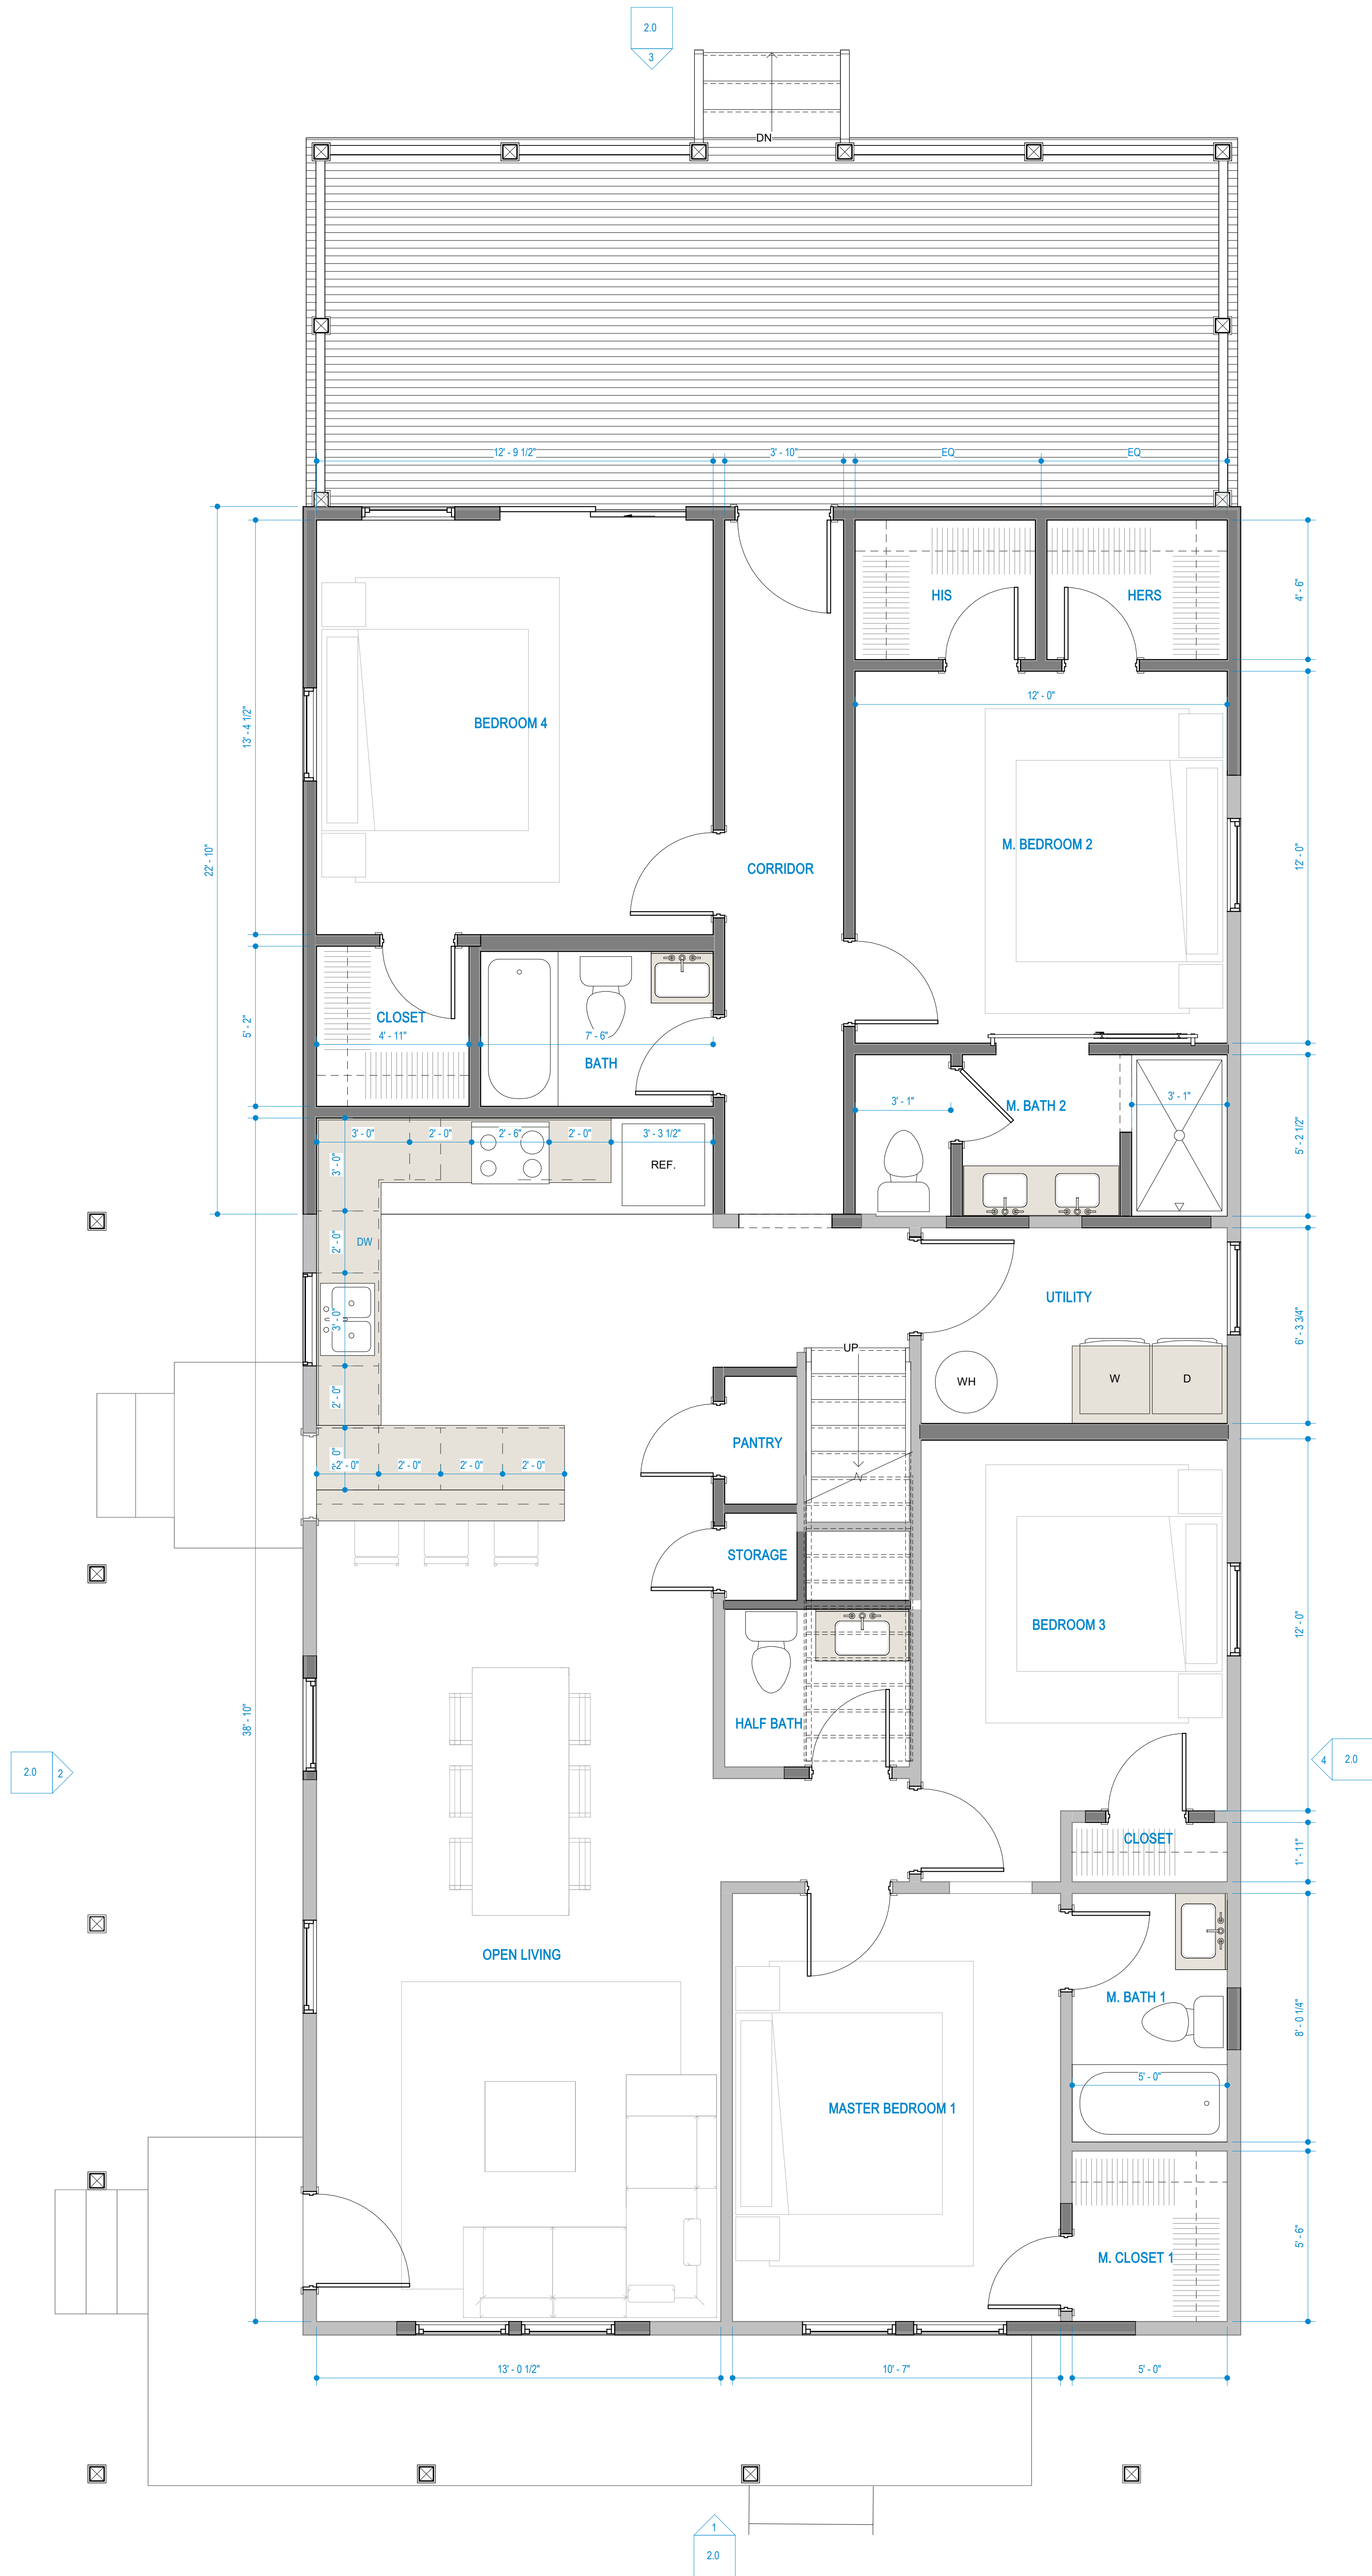 2.0
3
DN
12' - 9 1/2"
3' - 10"
EQ
EQ
HIS
HERS
4' - 6"
12' - 0"
BEDROOM 4
13' - 4 1/2"
22' - 10"
M. BEDROOM 2
12' - 0"
CORRIDOR
CLOSET
4' - 11"
7' - 6"
BATH
5' - 2"
3' - 1"
M. BATH 2
3' - 1"
5' - 2 1/2"
3' - 0"
2' - 0"
2' - 6"
2' - 0"
3' - 3 1/2"
REF.
3' - 0"
2' - 0"
DW
3' - 0"
2' - 0"
UTILITY
6' - 3 3/4"
UP
WH
W
D
PANTRY
2' - 0"
2' - 0"
2' - 0"
2' - 0"
2' - 0"
STORAGE
BEDROOM 3
12' - 0"
HALF BATH
38' - 10"
2.0
2
4
2.0
CLOSET
1' - 11"
OPEN LIVING
M. BATH 1
8' - 0 1/4"
5' - 0"
MASTER BEDROOM 1
M. CLOSET 1
5' - 6"
13' - 0 1/2"
10' - 7"
5' - 0"
1
2.0